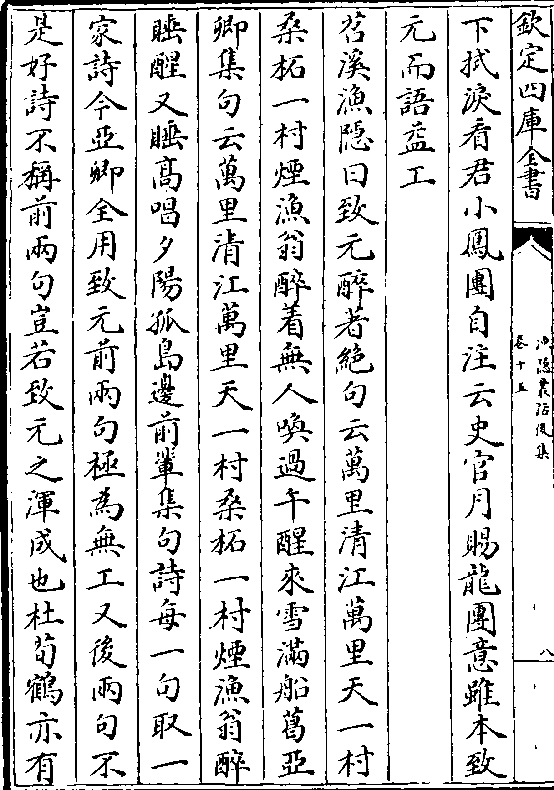 欽定四庫全書
漁隱叢話後集
卷十五
八
下拭淚看君小鳳團自注云史官月賜龍團意雖本致
元而語益工
苕溪漁隱曰致元醉著絶句云萬里清江萬里天一村
桑柘一村煙漁翁醉着無人喚過午醒來雪滿船葛亞
卿集句云萬里清江萬里天一村桑柘一村煙漁翁醉
睡醒又睡高唱夕陽孤島邊前輩集句詩每一句取一
家詩今亞卿全用致元前兩句極為無工又後兩句不
是好詩不稱前兩句豈若致元之渾成也杜荀鶴亦有